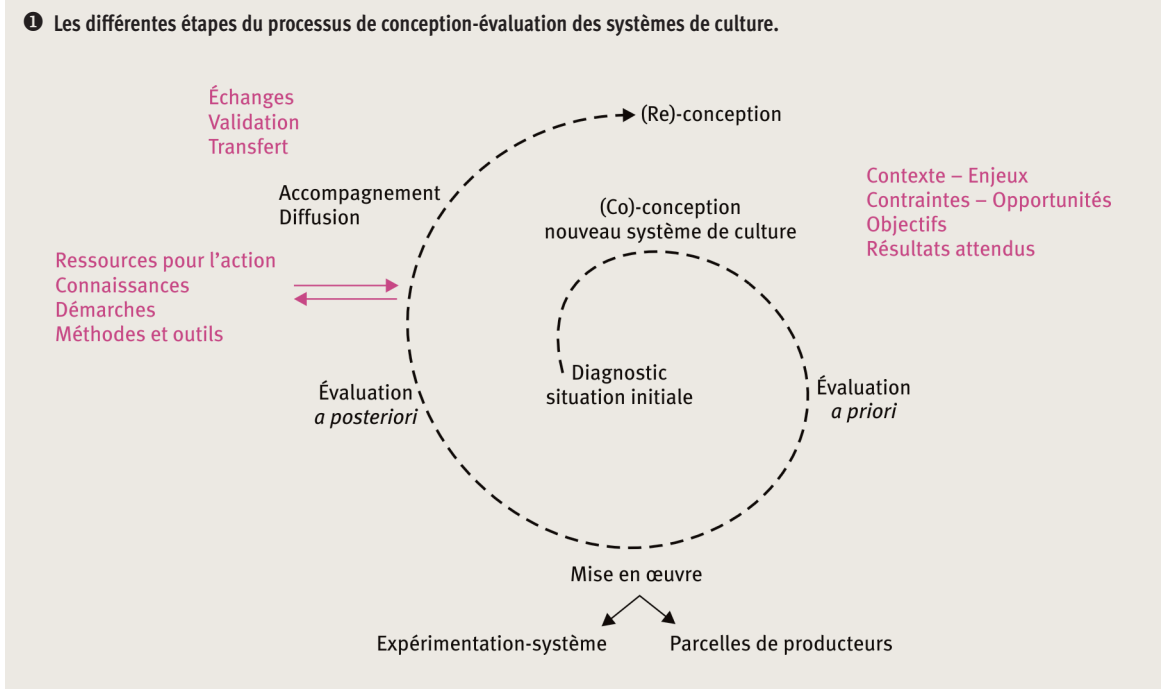 ❶ Les différentes étapes du processus de conception-évaluation des systèmes de culture.
Échanges
Validation
Transfert
(Re)-conception
Accompagnement
Diffusion
(Co)-conception
nouveau système de culture
Contexte – Enjeux
Contraintes – Opportunités
Objectifs
Résultats attendus
Ressources pour l’action
Connaissances
Démarches
Méthodes et outils
Diagnostic
situation initiale
Évaluation
a posteriori
Évaluation
a priori
Mise en œuvre
Expérimentation-système
Parcelles de producteurs